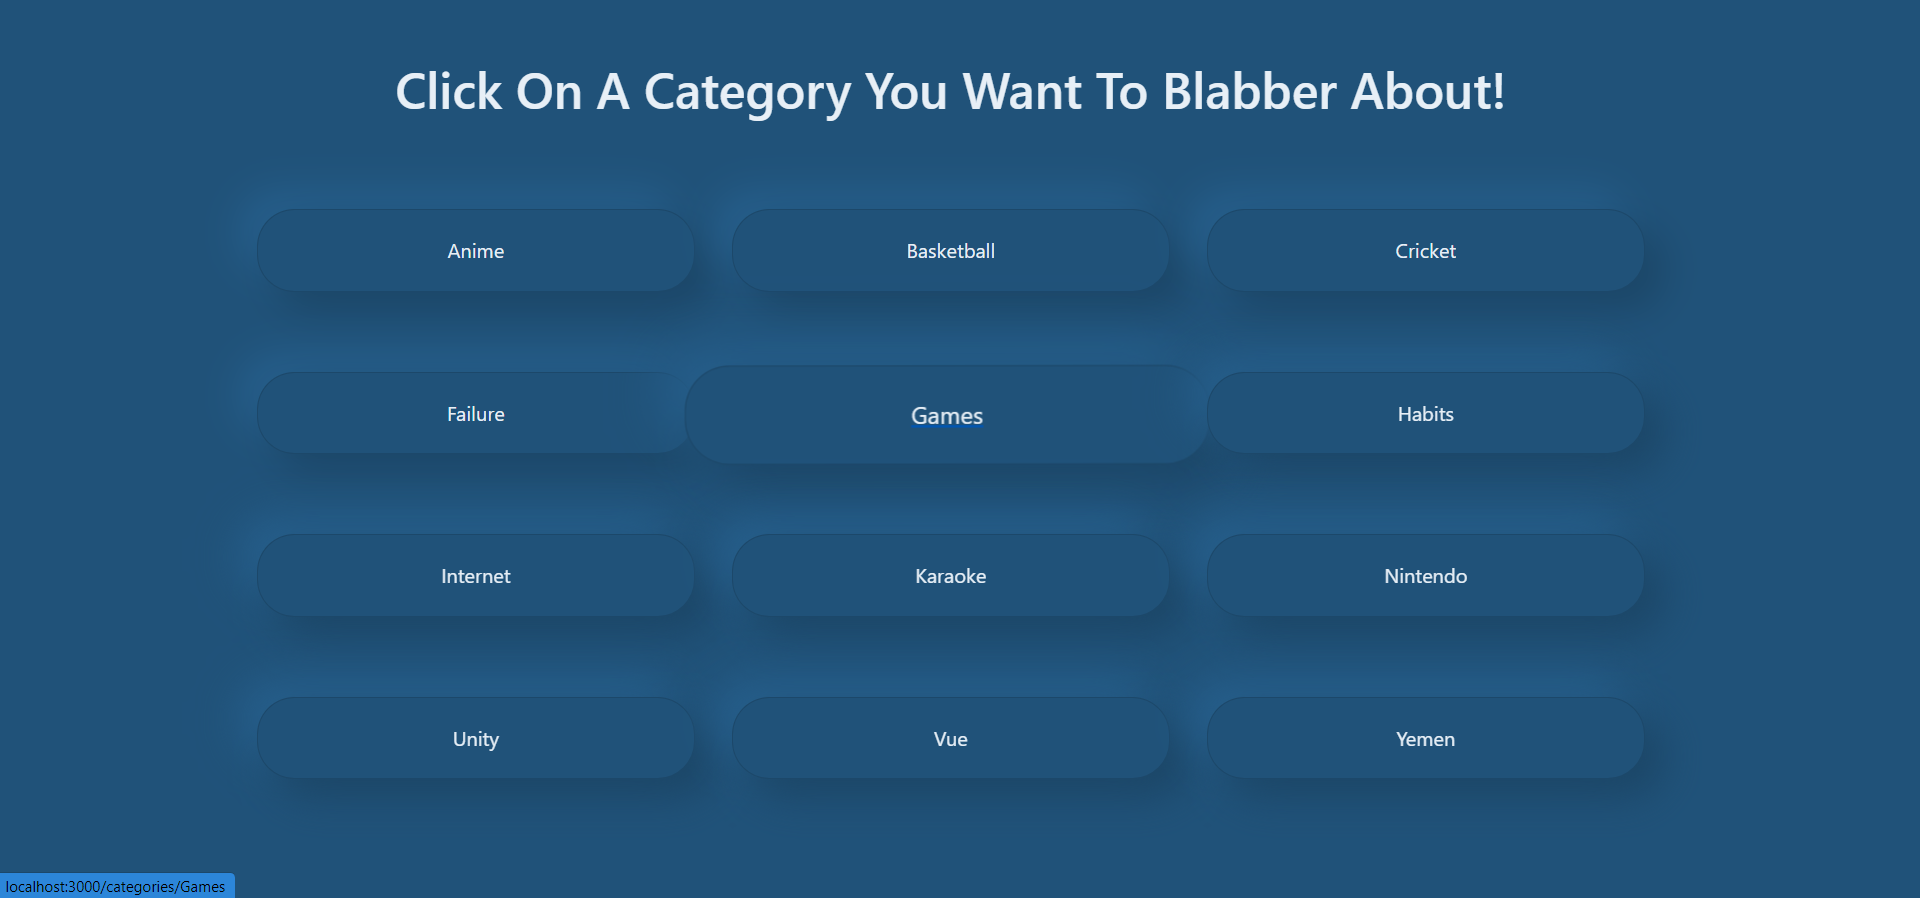 Click On A Category You Want To Blabber About!
Anime
Basketball
Cricket
Failure
Games
Habits
Internet
Karaoke
Nintendo
Unity
Vue
Yemen
localhost:3000/categories/Games